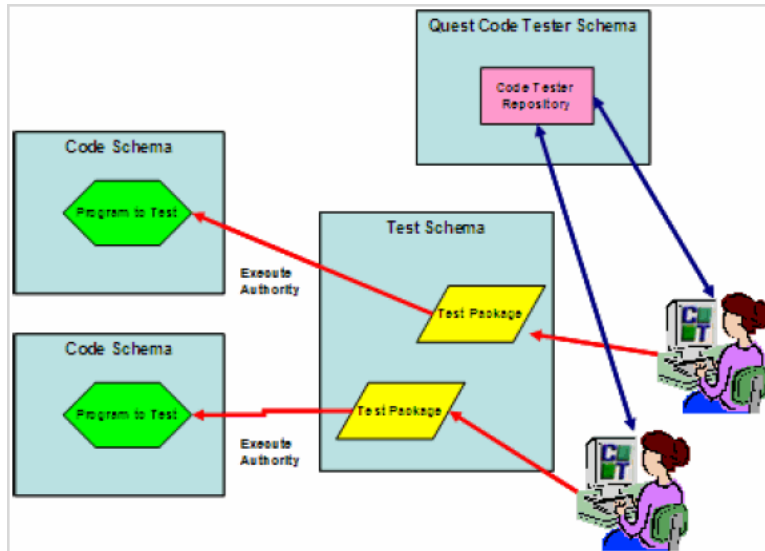 Quest Code Tester Schema
Code Tester
Repository
Code Schema
Program to Test
Execute
Authority
Test Schema
Test Package
Code Schema
Program to Test
Execute
Authority
Test Package
C
T
C
T